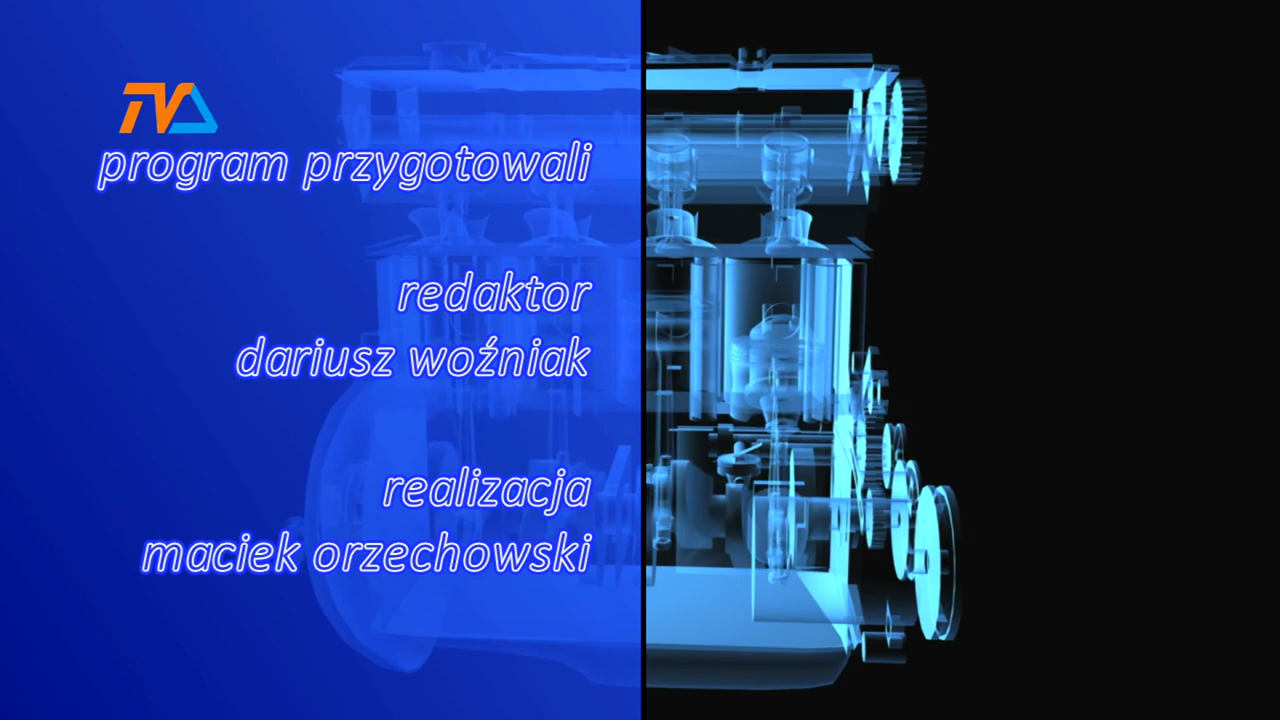 TVA
program przygotowali
redaktor
dariusz woźniak
realizacja
maciek orzechowski